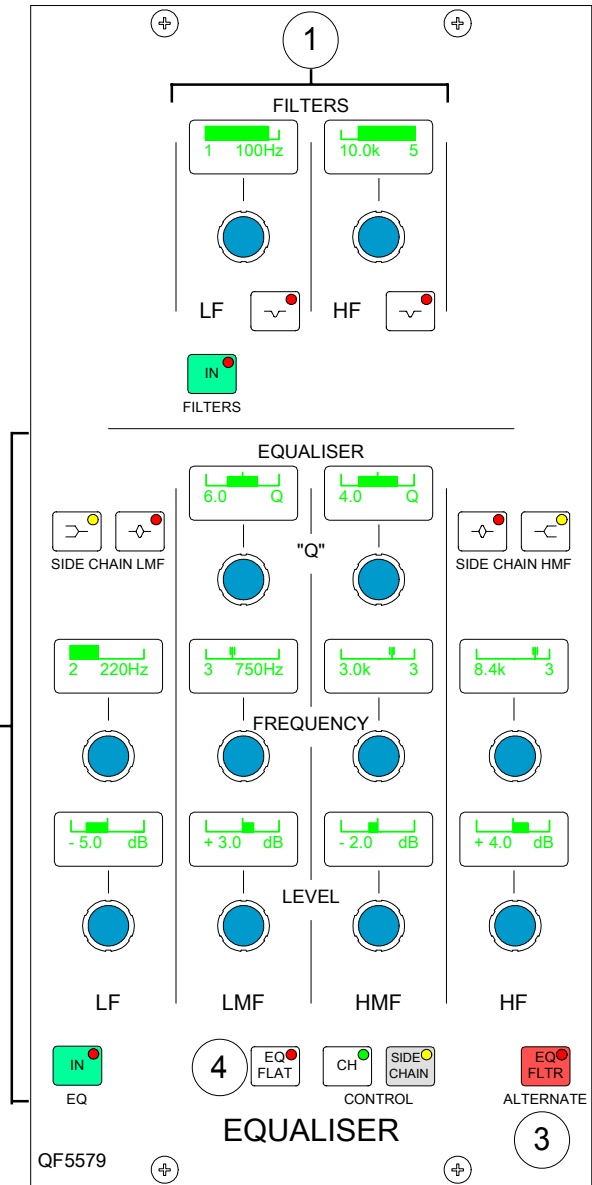 1
FILTERS
1 100Hz
10.0k 5
LF
HF
IN
FILTERS
EQUALISER
6.0 Q
4.0 Q
SIDE CHAIN LMF
"Q"
SIDE CHAIN HMF
2 220Hz
3 750Hz
3.0k 3
8.4k 3
FREQUENCY
- 5.0 dB
+ 3.0 dB
- 2.0 dB
+ 4.0 dB
LEVEL
LF
LMF
HMF
HF
IN
EQ
4
EQ
FLAT
CH
SIDE
CHAIN
CONTROL
EQ
FLTR
ALTERNATE
EQUALISER
3
QF5579